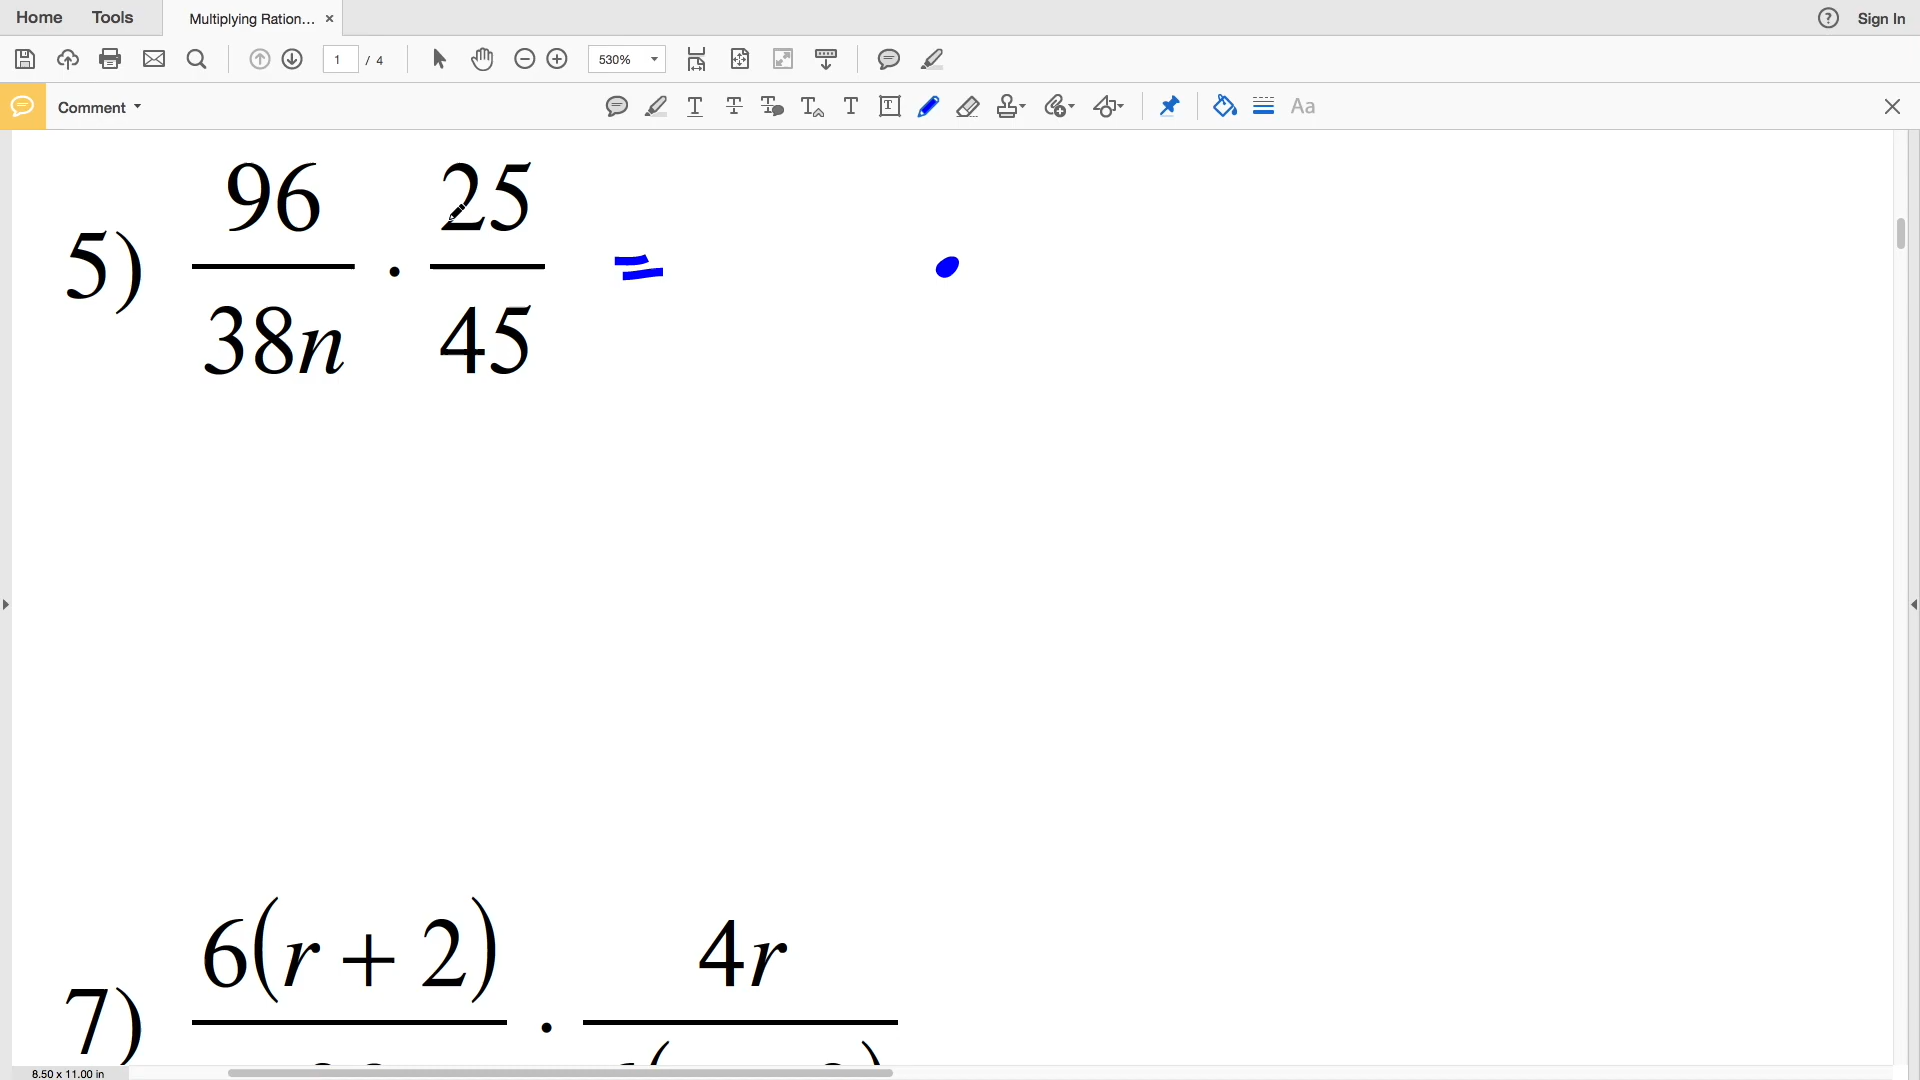 Home Tools Multiplying Ration... × Sign In
1 / 4 530%
Comment Aa
5) 96/38n · 25/45 = ·
7) 6(r + 2) · 4r
8.50 x 11.00 in